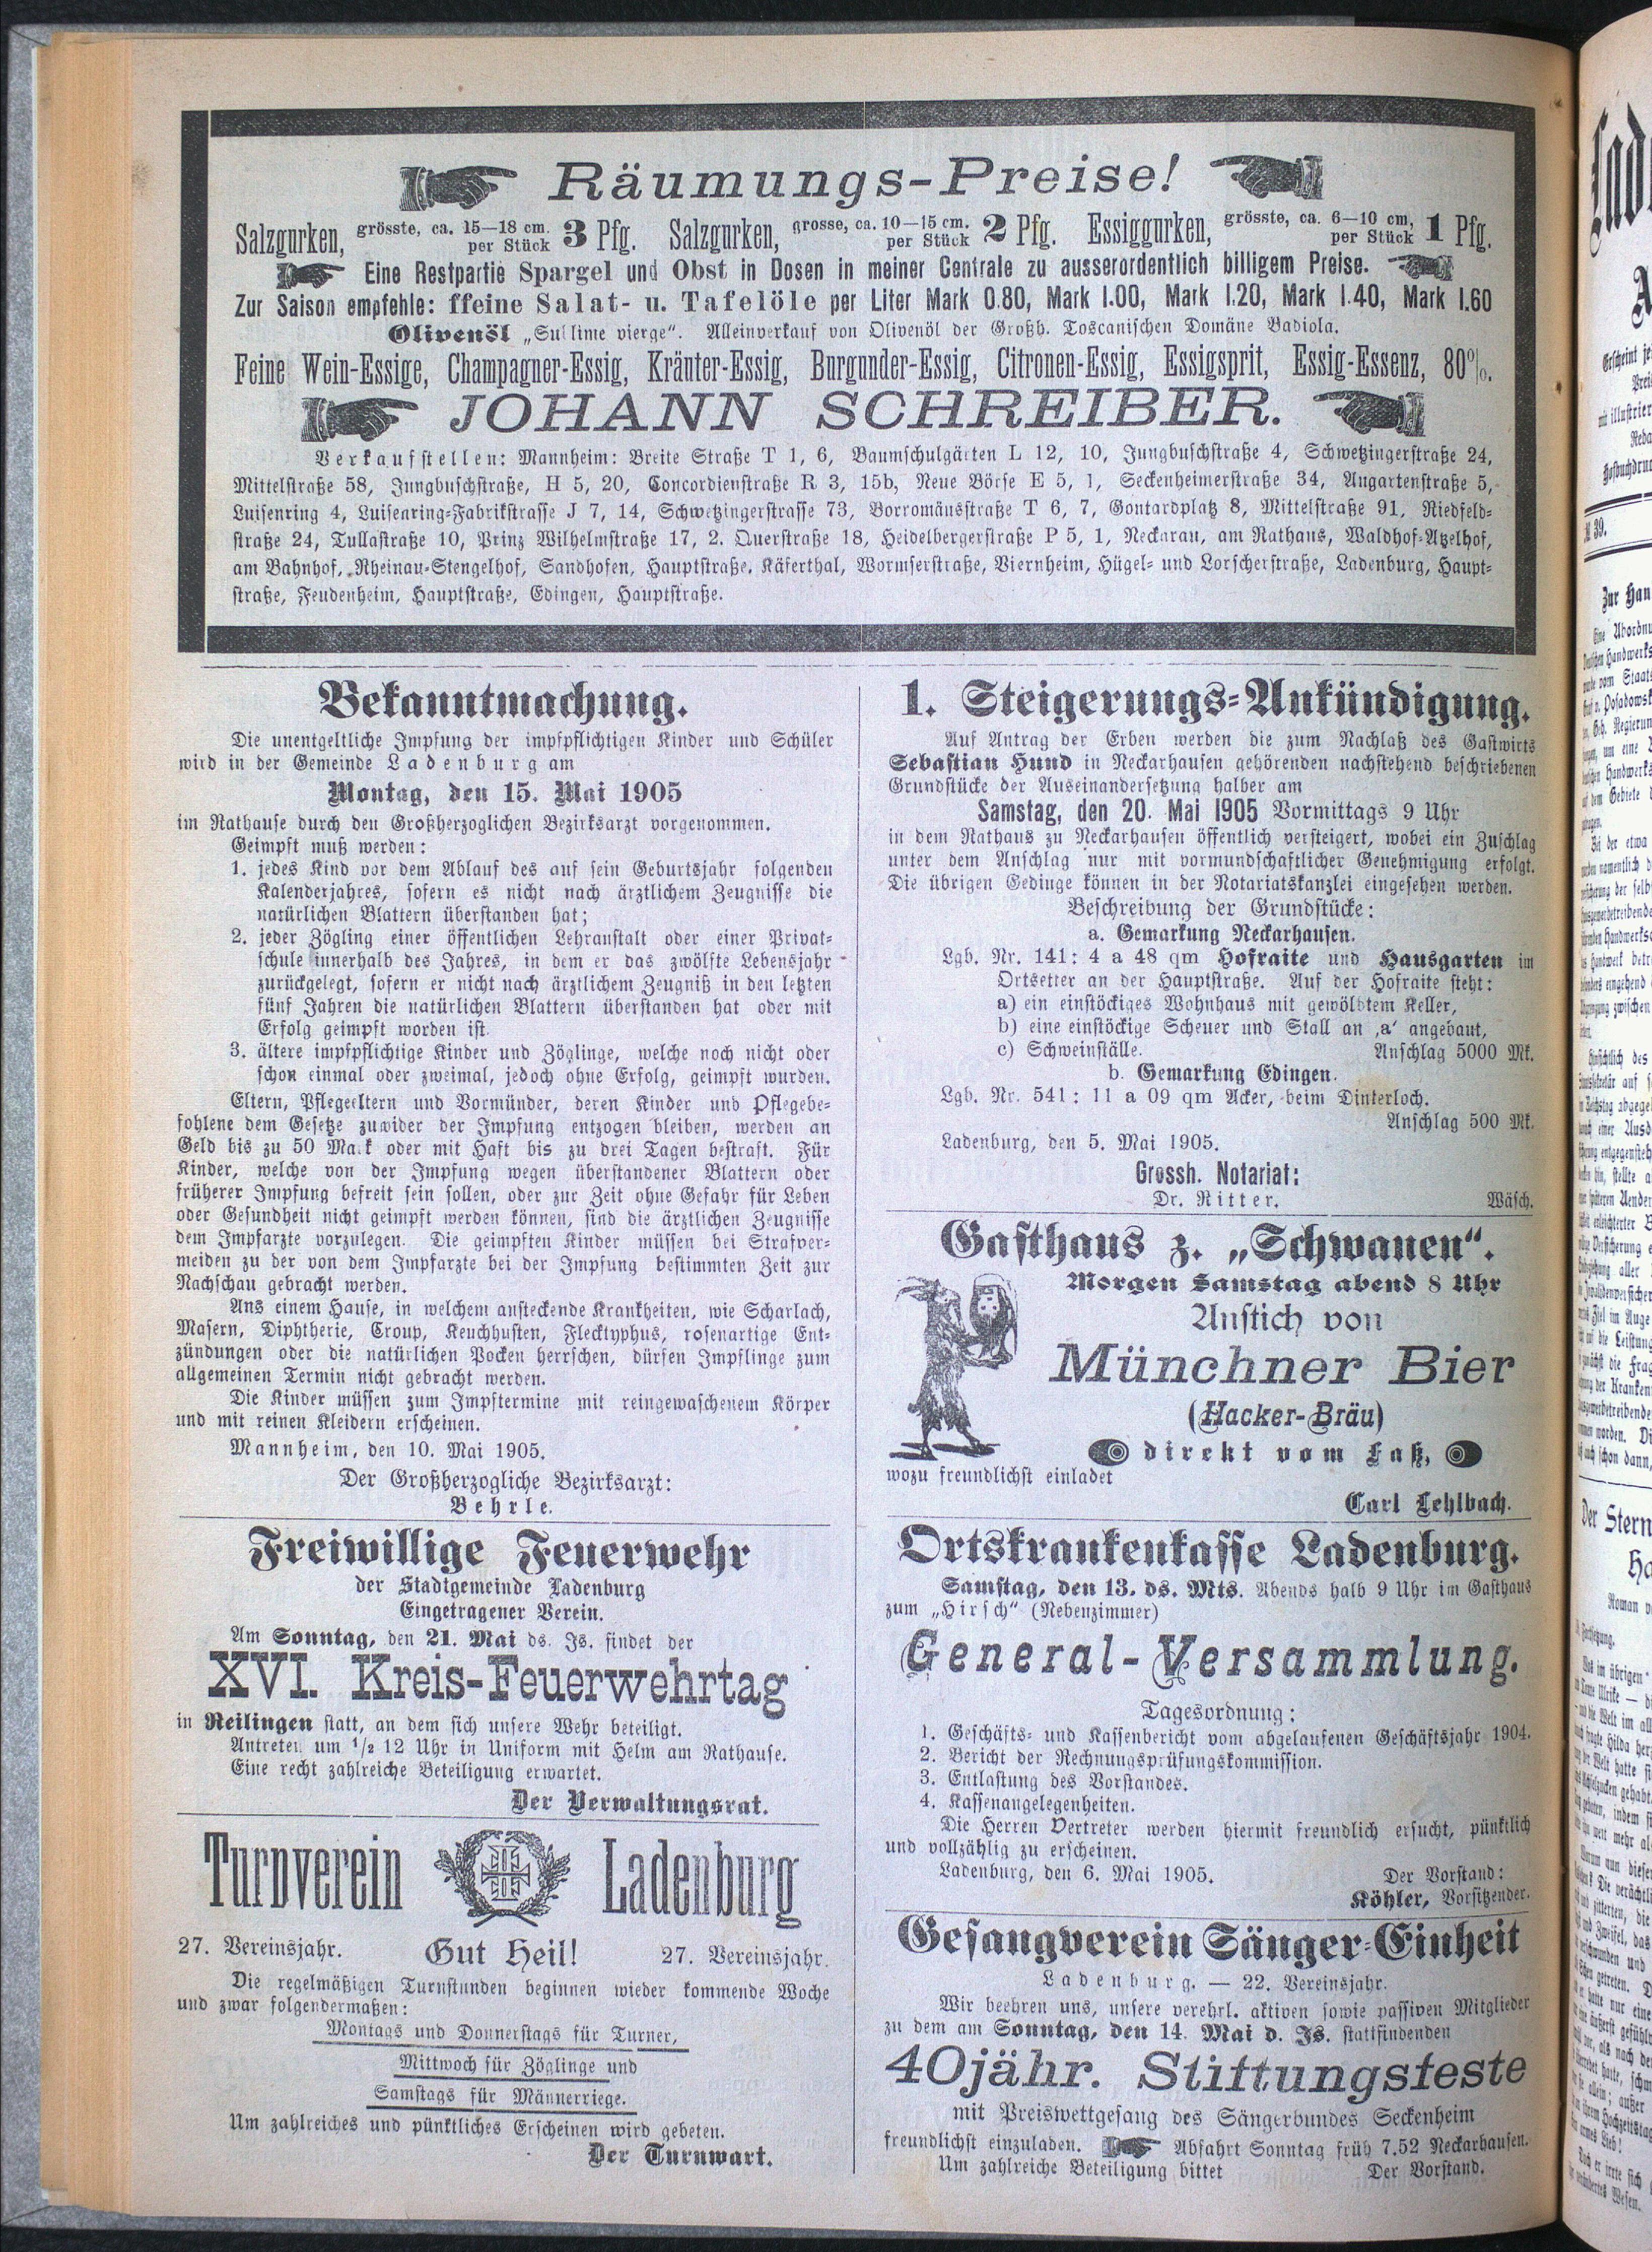 Räumungs-Preise!
Salzgurken, grösste, ca. 15—18 cm. per Stück 3 Pfg. Salzgurken, grosse, ca. 10—15 cm. per Stück 2 Pfg. Essiggurken, grösste, ca. 6—10 cm, per Stück 1 Pfg.
Eine Restpartie Spargel und Obst in Dosen in meiner Centrale zu ausserordentlich billigem Preise.
Zur Saison empfehle: ffeine Salat- u. Tafelöle per Liter Mark 0.80, Mark 1.00, Mark 1.20, Mark 1.40, Mark 1.60
Olivenöl „Sublime vierge“. Alleinverkauf von Olivenöl der Großh. Toscanischen Domäne Badiola.
Feine Wein-Essige, Champagner-Essig, Kräuter-Essig, Burgunder-Essig, Citronen-Essig, Essigsprit, Essig-Essenz, 80%.
JOHANN SCHREIBER.
Verkaufstellen: Mannheim: Breite Straße T 1, 6, Baumschulgärten L 12, 10, Jungbuschstraße 4, Schwetzingerstraße 24,
Mittelstraße 58, Jungbuschstraße, H 5, 20, Concordienstraße R 3, 15b, Neue Börse E 5, 1, Seckenheimerstraße 34, Augartenstraße 5,
Luisenring 4, Luisenring-Fabrikstrasse J 7, 14, Schwetzingerstrasse 73, Borromäusstraße T 6, 7, Gontardplatz 8, Mittelstraße 91, Riedfeld-
straße 24, Tullastraße 10, Prinz Wilhelmstraße 17, 2. Querstraße 18, Heidelbergerstraße P 5, 1, Neckarau, am Rathaus, Waldhof-Atzelhof,
am Bahnhof, Rheinau-Stengelhof, Sandhofen, Hauptstraße, Käferthal, Wormserstraße, Viernheim, Hügel- und Lorscherstraße, Ladenburg, Haupt-
straße, Feudenheim, Hauptstraße, Edingen, Hauptstraße.
Bekanntmachung.
Die unentgeltliche Impfung der impfpflichtigen Kinder und Schüler
wird in der Gemeinde Ladenburg am
Montag, den 15. Mai 1905
im Rathause durch den Großherzoglichen Bezirksarzt vorgenommen.
Geimpft muß werden:
1. jedes Kind vor dem Ablauf des auf sein Geburtsjahr folgenden
Kalenderjahres, sofern es nicht nach ärztlichem Zeugnisse die
natürlichen Blattern überstanden hat;
2. jeder Zögling einer öffentlichen Lehranstalt oder einer Privat-
schule innerhalb des Jahres, in dem er das zwölfte Lebensjahr
zurückgelegt, sofern er nicht nach ärztlichem Zeugniß in den letzten
fünf Jahren die natürlichen Blattern überstanden hat oder mit
Erfolg geimpft worden ist.
3. ältere impfpflichtige Kinder und Zöglinge, welche noch nicht oder
schon einmal oder zweimal, jedoch ohne Erfolg, geimpft wurden.
Eltern, Pflegeeltern und Vormünder, deren Kinder und Pflegebe-
fohlene dem Gesetze zuwider der Impfung entzogen bleiben, werden an
Geld bis zu 50 Mark oder mit Haft bis zu drei Tagen bestraft. Für
Kinder, welche von der Impfung wegen überstandener Blattern oder
früherer Impfung befreit sein sollen, oder zur Zeit ohne Gefahr für Leben
oder Gesundheit nicht geimpft werden können, sind die ärztlichen Zeugnisse
dem Impfarzte vorzulegen. Die geimpften Kinder müssen bei Strafver-
meiden zu der von dem Impfarzte bei der Impfung bestimmten Zeit zur
Nachschau gebracht werden.
Aus einem Hause, in welchem ansteckende Krankheiten, wie Scharlach,
Masern, Diphtherie, Croup, Keuchhusten, Flecktyphus, rosenartige Ent-
zündungen oder die natürlichen Pocken herrschen, dürfen Impflinge zum
allgemeinen Termin nicht gebracht werden.
Die Kinder müssen zum Impftermine mit reingewaschenem Körper
und mit reinen Kleidern erscheinen.
Mannheim, den 10. Mai 1905.
Der Großherzogliche Bezirksarzt:
Behrle.
Freiwillige Feuerwehr
der Stadtgemeinde Ladenburg
Eingetragener Verein.
Am Sonntag, den 21. Mai ds. Js. findet der
XVI. Kreis-Feuerwehrtag
in Reilingen statt, an dem sich unsere Wehr beteiligt.
Antreten um 1/2 12 Uhr in Uniform mit Helm am Rathause.
Eine recht zahlreiche Beteiligung erwartet.
Der Verwaltungsrat.
Turnverein Ladenburg
27. Vereinsjahr. Gut Heil! 27. Vereinsjahr.
Die regelmäßigen Turnstunden beginnen wieder kommende Woche
und zwar folgendermaßen:
Montags und Donnerstags für Turner,
Mittwoch für Zöglinge und
Samstags für Männerriege.
Um zahlreiches und pünktliches Erscheinen wird gebeten.
Der Turnwart.
1. Steigerungs-Ankündigung.
Auf Antrag der Erben werden die zum Nachlaß des Gastwirts
Sebastian Hund in Neckarhausen gehörenden nachstehend beschriebenen
Grundstücke der Auseinandersetzung halber am
Samstag, den 20. Mai 1905 Vormittags 9 Uhr
in dem Rathaus zu Neckarhausen öffentlich versteigert, wobei ein Zuschlag
unter dem Anschlag nur mit vormundschaftlicher Genehmigung erfolgt.
Die übrigen Gedinge können in der Notariatskanzlei eingesehen werden.
Beschreibung der Grundstücke:
a. Gemarkung Neckarhausen.
Lgb. Nr. 141: 4 a 48 qm Hofraite und Hausgarten im
Ortsetter an der Hauptstraße. Auf der Hofraite steht:
a) ein einstöckiges Wohnhaus mit gewölbtem Keller,
b) eine einstöckige Scheuer und Stall an ‚a‘ angebaut,
c) Schweinställe. Anschlag 5000 Mk.
b. Gemarkung Edingen.
Lgb. Nr. 541: 11 a 09 qm Acker, beim Dinterloch.
Anschlag 500 Mk.
Ladenburg, den 5. Mai 1905.
Grossh. Notariat:
Dr. Ritter. Wäsch.
Gasthaus z. „Schwanen“.
Morgen Samstag abend 8 Uhr
Anstich von
Münchner Bier
(Hacker-Bräu)
direkt vom Faß,
wozu freundlichst einladet
Carl Lehlbach.
Ortskrankenkasse Ladenburg.
Samstag, den 13. ds. Mts. Abends halb 9 Uhr im Gasthaus
zum „Hirsch“ (Nebenzimmer)
General-Versammlung.
Tagesordnung:
1. Geschäfts- und Kassenbericht vom abgelaufenen Geschäftsjahr 1904.
2. Bericht der Rechnungsprüfungskommission.
3. Entlastung des Vorstandes.
4. Kassenangelegenheiten.
Die Herren Vertreter werden hiermit freundlich ersucht, pünktlich
und vollzählig zu erscheinen.
Ladenburg, den 6. Mai 1905. Der Vorstand:
Köhler, Vorsitzender.
Gesangverein Sänger-Einheit
Ladenburg. — 22. Vereinsjahr.
Wir beehren uns, unsere verehrl. aktiven sowie passiven Mitglieder
zu dem am Sonntag, den 14. Mai d. Js. stattfindenden
40jähr. Stiftungsfeste
mit Preiswettgesang des Sängerbundes Seckenheim
freundlichst einzuladen. Abfahrt Sonntag früh 7.52 Neckarhausen.
Um zahlreiche Beteiligung bittet Der Vorstand.